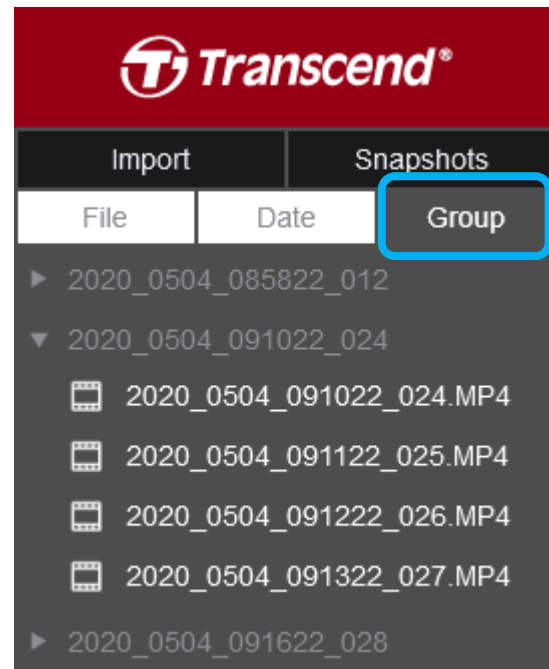 Transcend®
Import Snapshots
File Date Group
2020_0504_085822_012
2020_0504_091022_024
2020_0504_091022_024.MP4
2020_0504_091122_025.MP4
2020_0504_091222_026.MP4
2020_0504_091322_027.MP4
2020_0504_091622_028